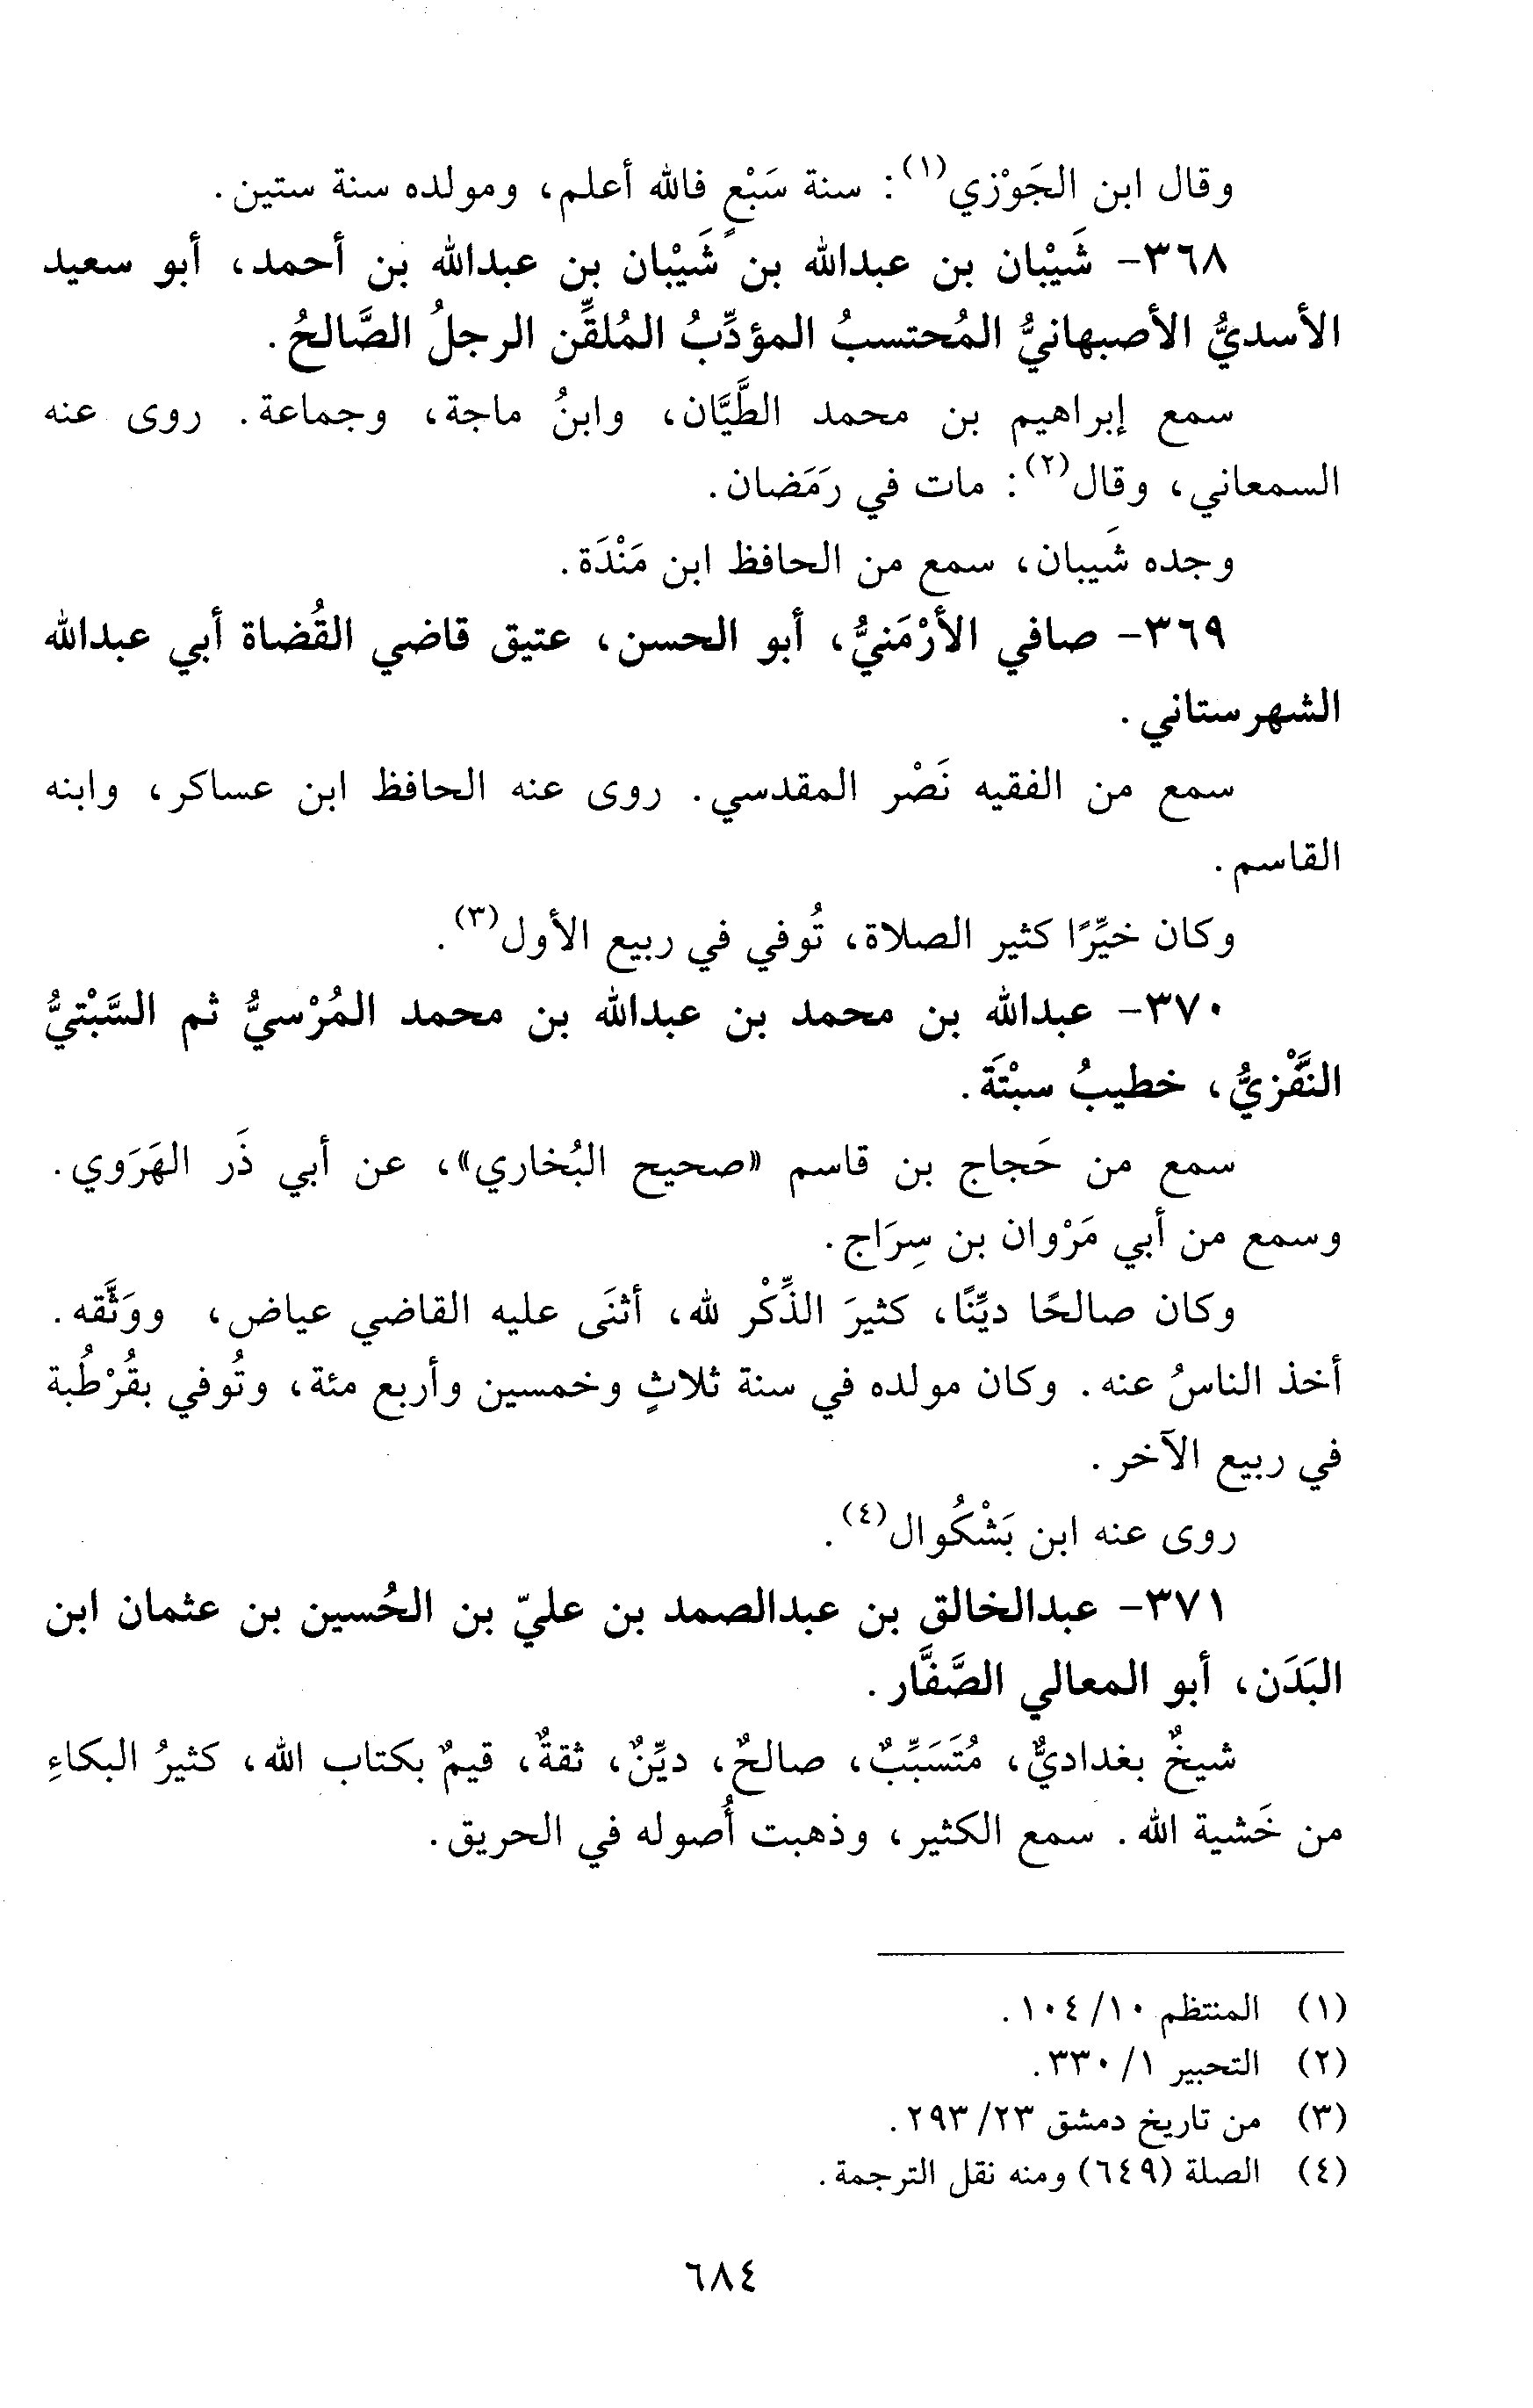 وقال ابن الجَوْزي(١): سنة سَبْعٍ فالله أعلم، ومولده سنة ستين.
٣٦٨- شَيْبان بن عبدالله بن شَيْبان بن عبدالله بن أحمد، أبو سعيد
الأسديُّ الأصبهانيُّ المُحتسبُ المؤدِّبُ المُلقِّن الرجلُ الصَّالحُ.
سمع إبراهيم بن محمد الطَّيَّان، وابنُ ماجة، وجماعة. روى عنه
السمعاني، وقال(٢): مات في رَمَضان.
وجده شَيبان، سمع من الحافظ ابن مَنْدَة.
٣٦٩- صافي الأرْمَنيُّ، أبو الحسن، عتيق قاضي القُضاة أبي عبدالله
الشهرستاني.
سمع من الفقيه نَصْر المقدسي. روى عنه الحافظ ابن عساكر، وابنه
القاسم.
وكان خيِّرًا كثير الصلاة، تُوفي في ربيع الأول(٣).
٣٧٠- عبدالله بن محمد بن عبدالله بن محمد المُرْسيُّ ثم السَّبْتيُّ
النَّفْزيُّ، خطيبُ سبْتَة.
سمع من حَجاج بن قاسم «صحيح البُخاري»، عن أبي ذَر الهَرَوي.
وسمع من أبي مَرْوان بن سِرَاج.
وكان صالحًا ديِّنًا، كثيرَ الذِّكْر لله، أثنَى عليه القاضي عياض، ووَثَّقه.
أخذ الناسُ عنه. وكان مولده في سنة ثلاثٍ وخمسين وأربع مئة، وتُوفي بقُرْطُبة
في ربيع الآخر.
روى عنه ابن بَشْكُوال(٤).
٣٧١- عبدالخالق بن عبدالصمد بن عليّ بن الحُسين بن عثمان ابن
البَدَن، أبو المعالي الصَّفَّار.
شيخٌ بغداديٌّ، مُتَسَبِّبٌ، صالحٌ، ديِّنٌ، ثقةٌ، قيمٌ بكتاب الله، كثيرُ البكاءِ
من خَشية الله. سمع الكثير، وذهبت أُصوله في الحريق.
(١) المنتظم ١٠/ ١٠٤.
(٢) التحبير ١/ ٣٣٠.
(٣) من تاريخ دمشق ٢٣/ ٢٩٣.
(٤) الصلة (٦٤٩) ومنه نقل الترجمة.
٦٨٤